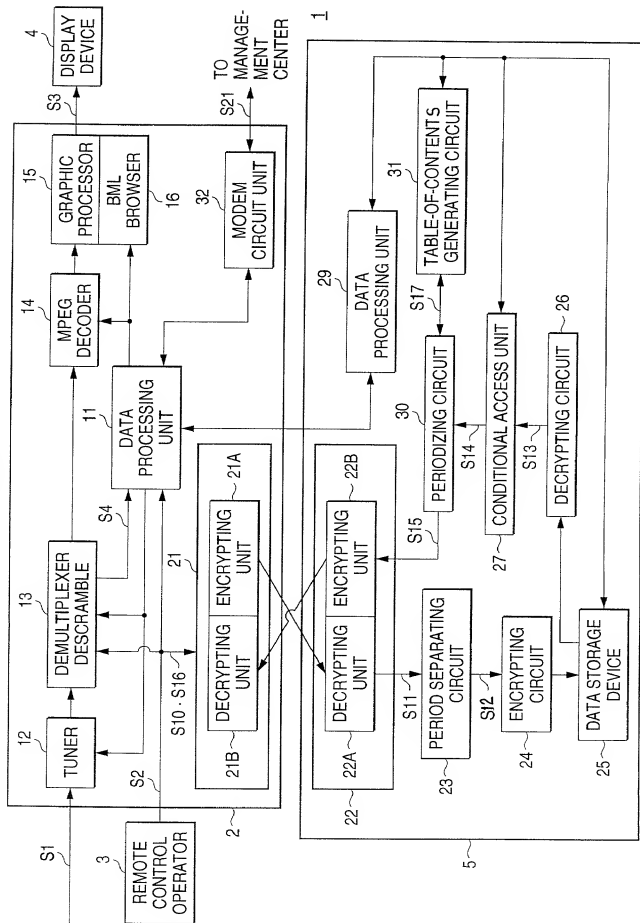 1
4
DISPLAY
DEVICE
S3
TO
MANAGE-
MENT
CENTER
S21
15
GRAPHIC
PROCESSOR
BML
BROWSER
16
32
MODEM
CIRCUIT UNIT
14
MPEG
DECODER
11
DATA
PROCESSING
UNIT
S4
13
DEMULTIPLEXER
DESCRAMBLE
12
TUNER
S1
S2
3
REMOTE
CONTROL
OPERATOR
2
S10 · S16
21
21A
ENCRYPTING UNIT
DECRYPTING UNIT
21B
31
TABLE-OF-CONTENTS
GENERATING CIRCUIT
29
DATA
PROCESSING UNIT
S17
30
PERIODIZING CIRCUIT
S14
CONDITIONAL ACCESS UNIT
27
S13
26
DECRYPTING CIRCUIT
S15
22B
ENCRYPTING
UNIT
DECRYPTING
UNIT
22A
22
S11
PERIOD SEPARATING
CIRCUIT
23
S12
ENCRYPTING
CIRCUIT
24
DATA STORAGE
DEVICE
25
5